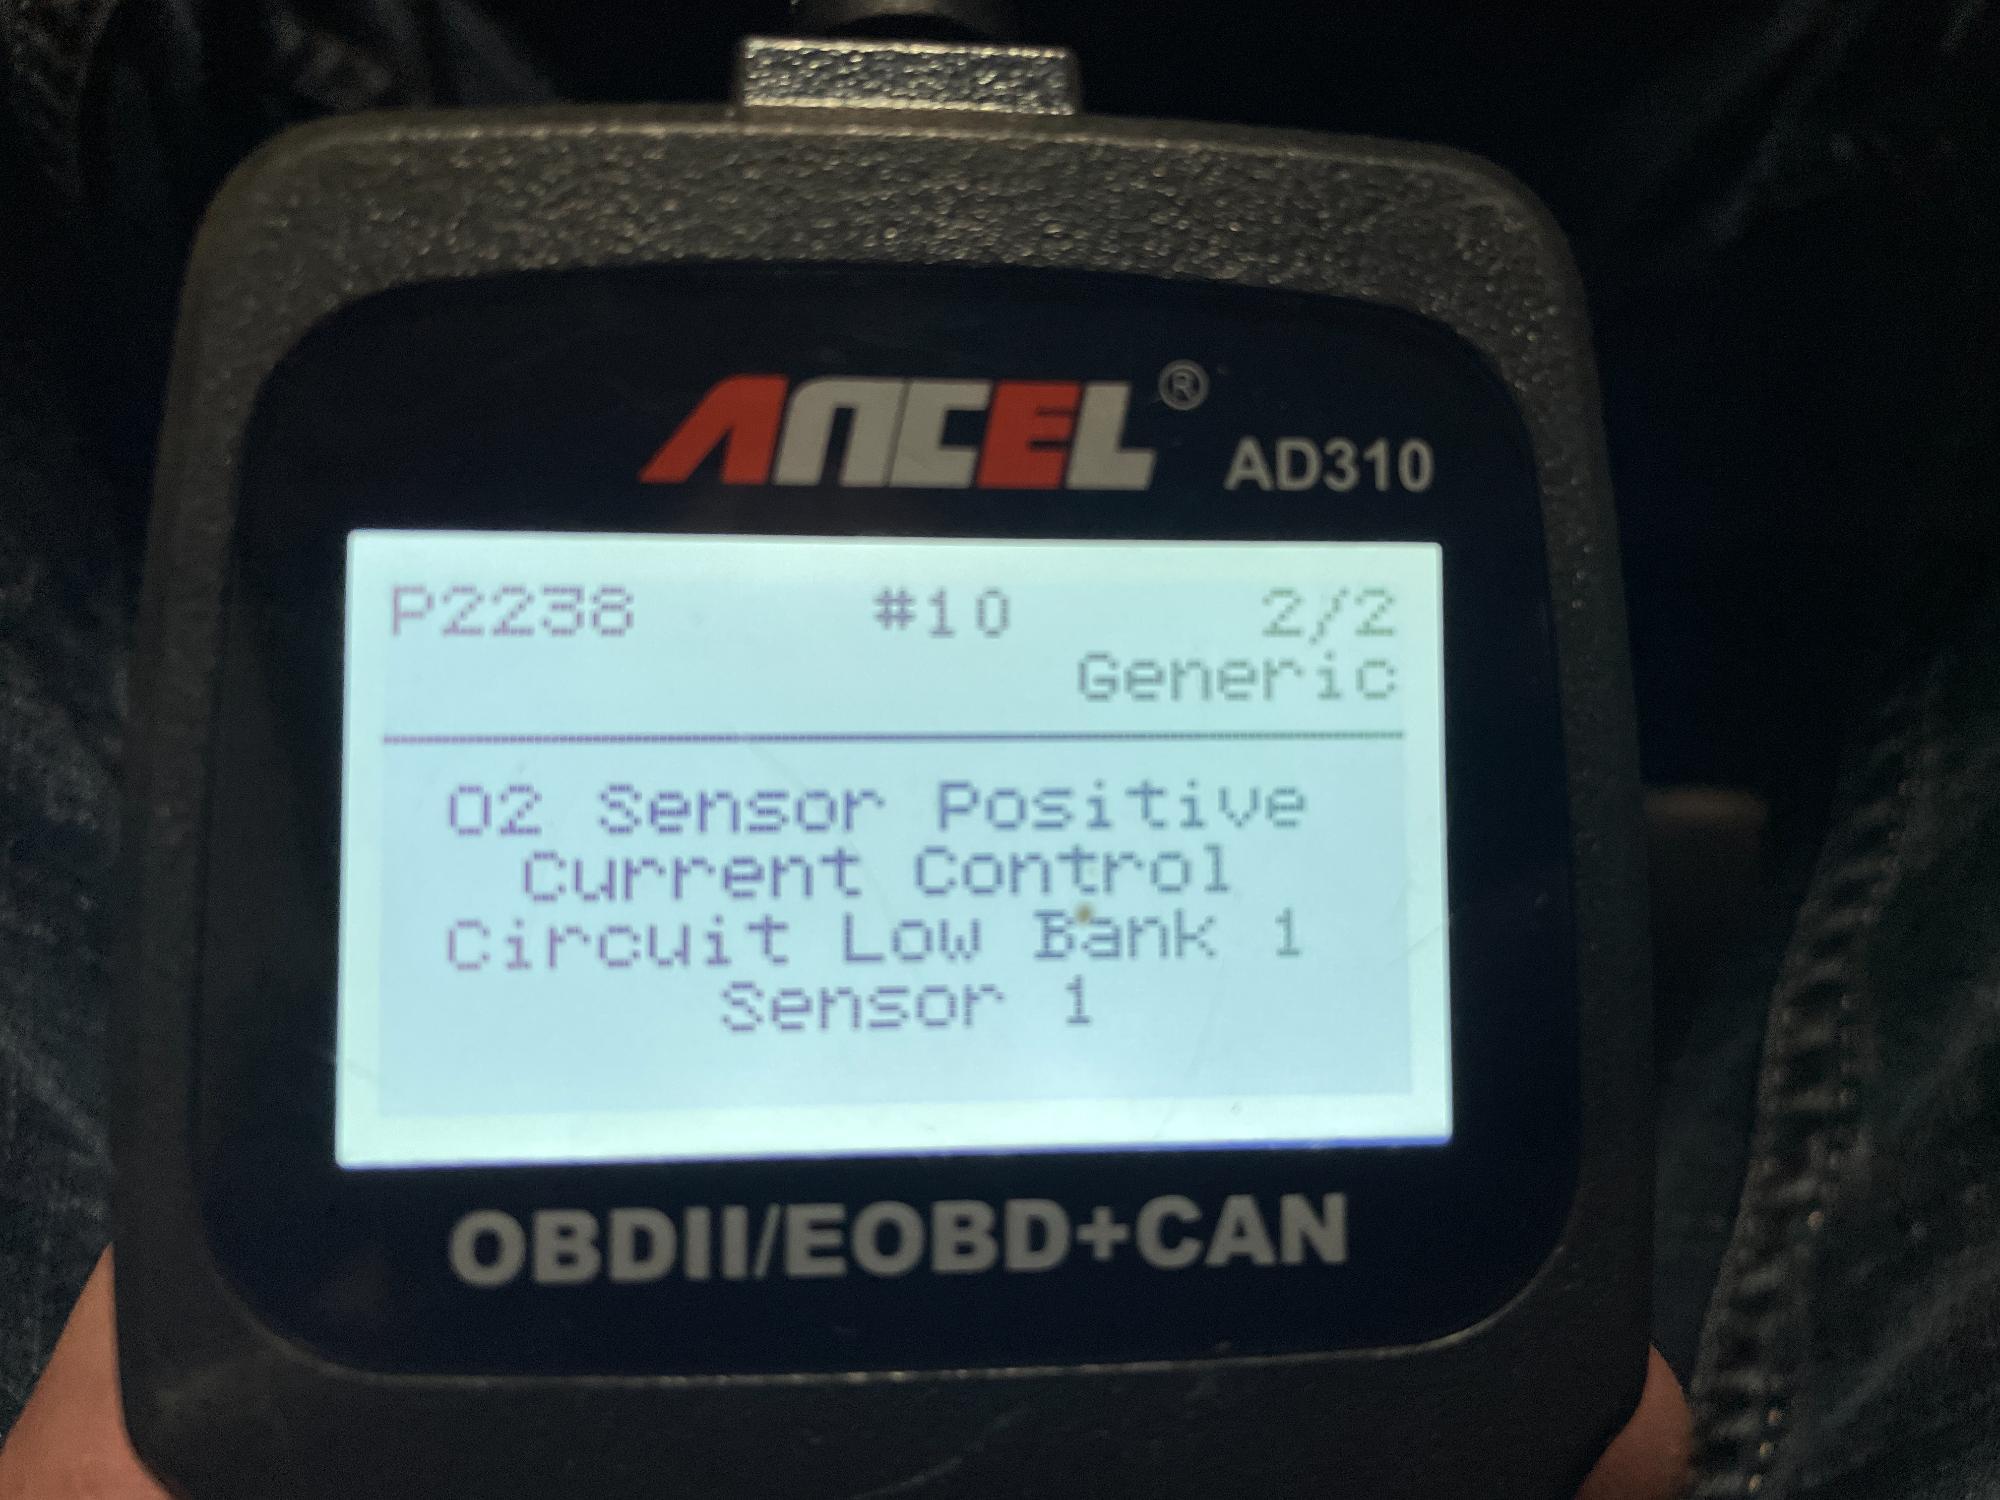 ANCEL® AD310
P2238 #10 2/2
Generic
O2 Sensor Positive
Current Control
Circuit Low Bank 1
Sensor 1
OBDII/EOBD+CAN